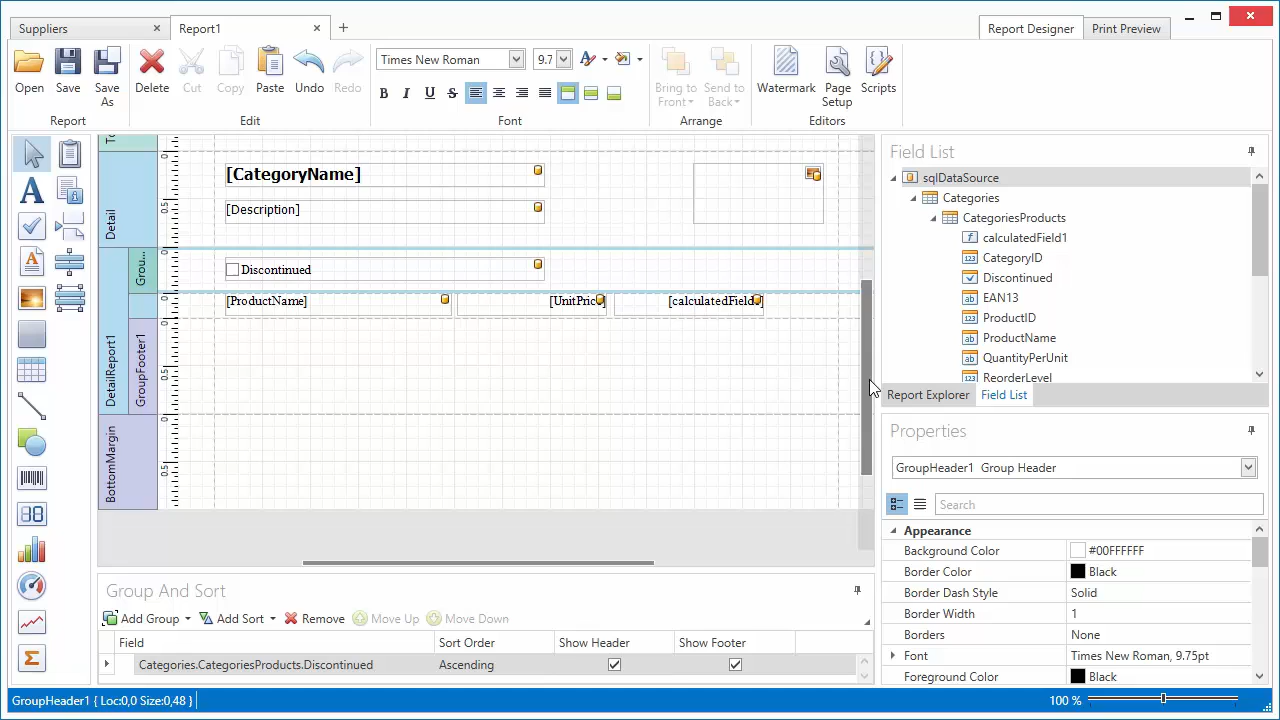 Suppliers
Report1
Report Designer
Print Preview
Open
Save
Save As
Delete
Cut
Copy
Paste
Undo
Redo
Times New Roman
9.7
B I U S
Bring to Front
Send to Back
Watermark
Page Setup
Scripts
Report
Edit
Font
Arrange
Editors
Detail
[CategoryName]
[Description]
Grou...
Discontinued
DetailReport1
[ProductName]
[UnitPric
[calculatedField
GroupFooter1
BottomMargin
Field List
sqlDataSource
Categories
CategoriesProducts
calculatedField1
CategoryID
Discontinued
EAN13
ProductID
ProductName
QuantityPerUnit
ReorderLevel
Report Explorer
Field List
Properties
GroupHeader1 Group Header
Search
Appearance
Background Color #00FFFFFF
Border Color Black
Border Dash Style Solid
Border Width 1
Borders None
Font Times New Roman, 9.75pt
Foreground Color Black
Group And Sort
Add Group
Add Sort
Remove
Move Up
Move Down
Field Sort Order Show Header Show Footer
Categories.CategoriesProducts.Discontinued Ascending
GroupHeader1 { Loc:0,0 Size:0,48 }
100 %